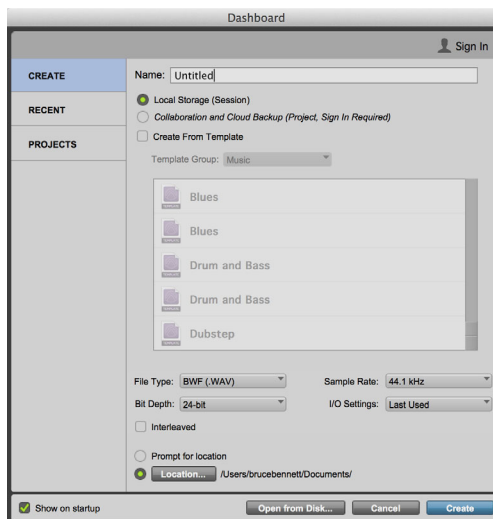 Dashboard
Sign In
CREATE
RECENT
PROJECTS
Name: Untitled
Local Storage (Session)
Collaboration and Cloud Backup (Project, Sign In Required)
Create From Template
Template Group: Music
Blues
Blues
Drum and Bass
Drum and Bass
Dubstep
File Type: BWF (.WAV) Sample Rate: 44.1 kHz
Bit Depth: 24-bit I/O Settings: Last Used
Interleaved
Prompt for location
Location... /Users/brucebennett/Documents/
Show on startup Open from Disk... Cancel Create